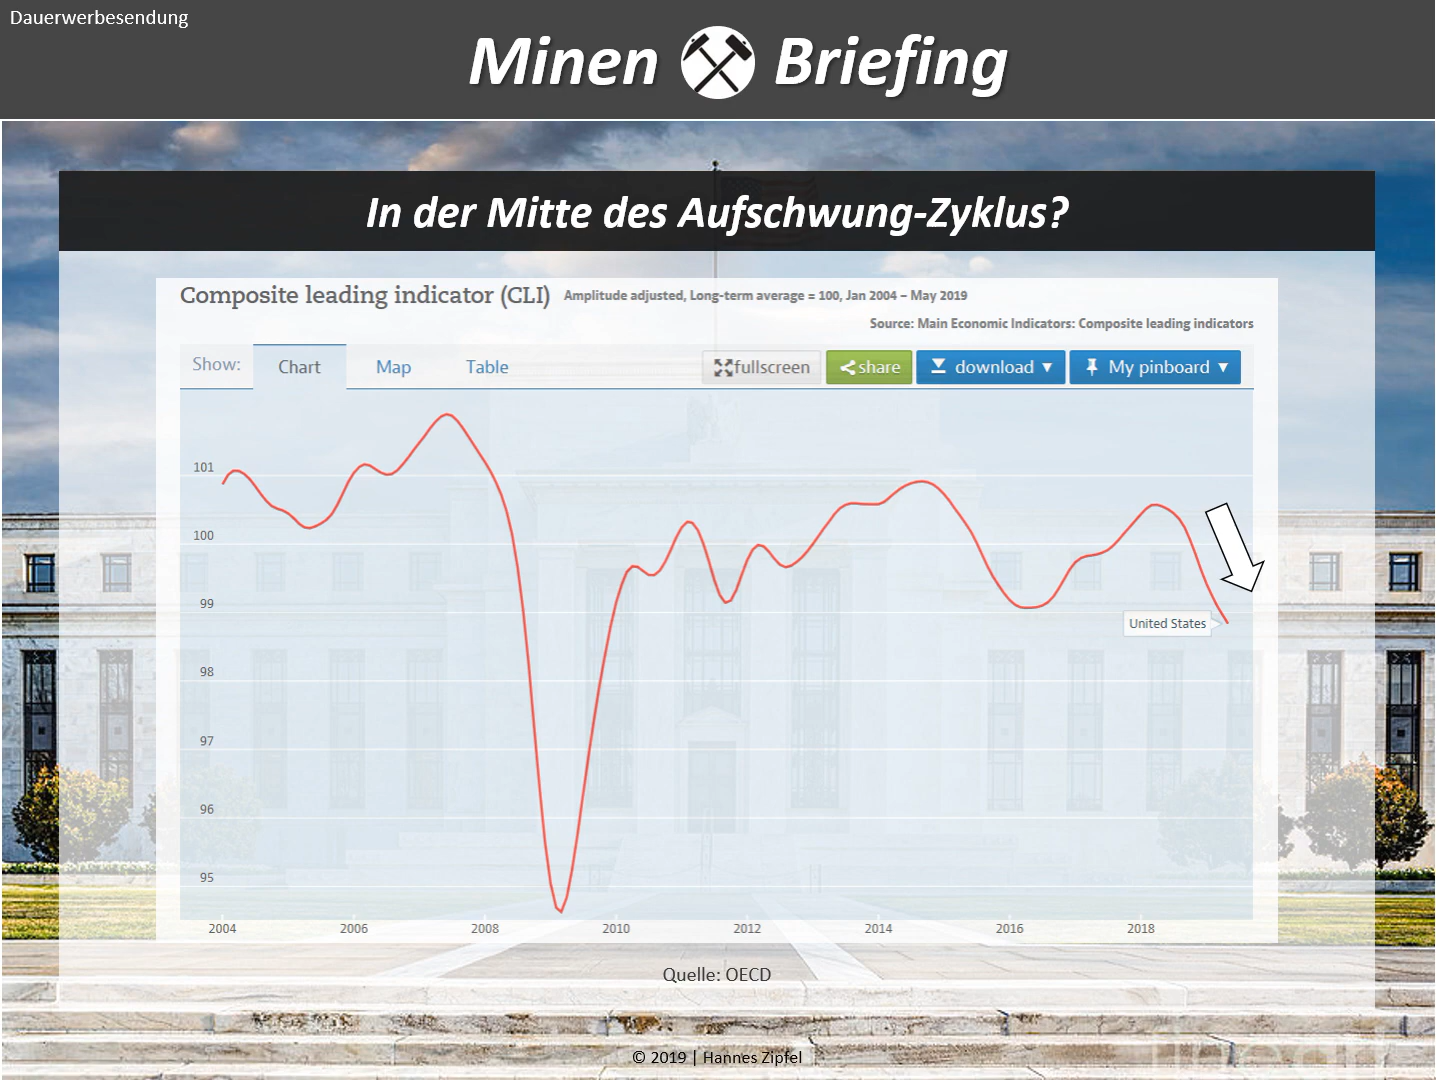 Dauerwerbesendung
Minen Briefing
In der Mitte des Aufschwung-Zyklus?
Composite leading indicator (CLI) Amplitude adjusted, Long-term average = 100, Jan 2004 – May 2019
Source: Main Economic Indicators: Composite leading indicators
Show: Chart Map Table fullscreen share download ▼ My pinboard ▼
101
100
99
United States
98
97
96
95
2004 2006 2008 2010 2012 2014 2016 2018
Quelle: OECD
© 2019 | Hannes Zipfel